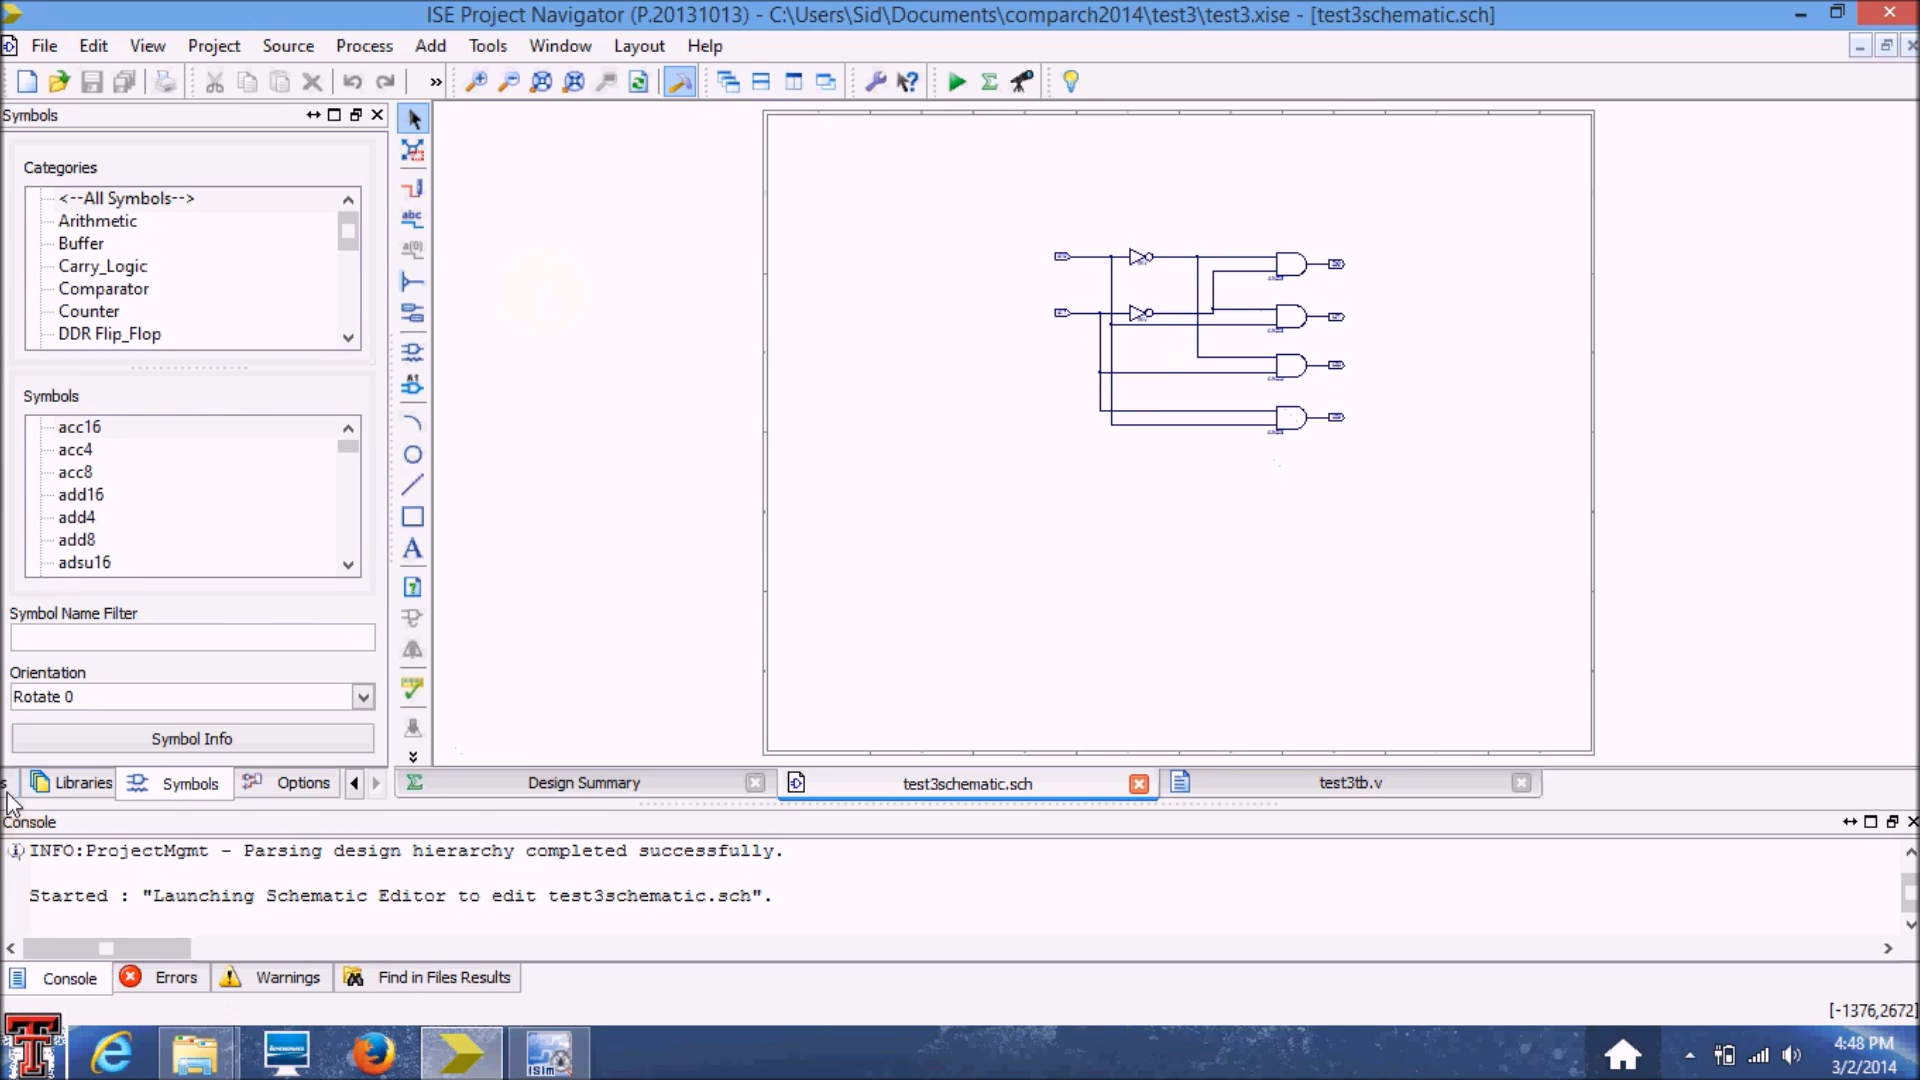 ISE Project Navigator (P.20131013) - C:\Users\Sid\Documents\comparch2014\test3\test3.xise - [test3schematic.sch]
File Edit View Project Source Process Add Tools Window Layout Help
Symbols
Categories
<--All Symbols-->
Arithmetic
Buffer
Carry_Logic
Comparator
Counter
DDR Flip_Flop
Symbols
acc16
acc4
acc8
add16
add4
add8
adsu16
Symbol Name Filter
Orientation
Rotate 0
Symbol Info
abc
a(0)
A1
A
s Libraries Symbols Options
Design Summary test3schematic.sch test3tb.v
Console
INFO:ProjectMgmt - Parsing design hierarchy completed successfully.
Started : "Launching Schematic Editor to edit test3schematic.sch".
Console Errors Warnings Find in Files Results
[-1376,2672]
ISim
4:48 PM
3/2/2014